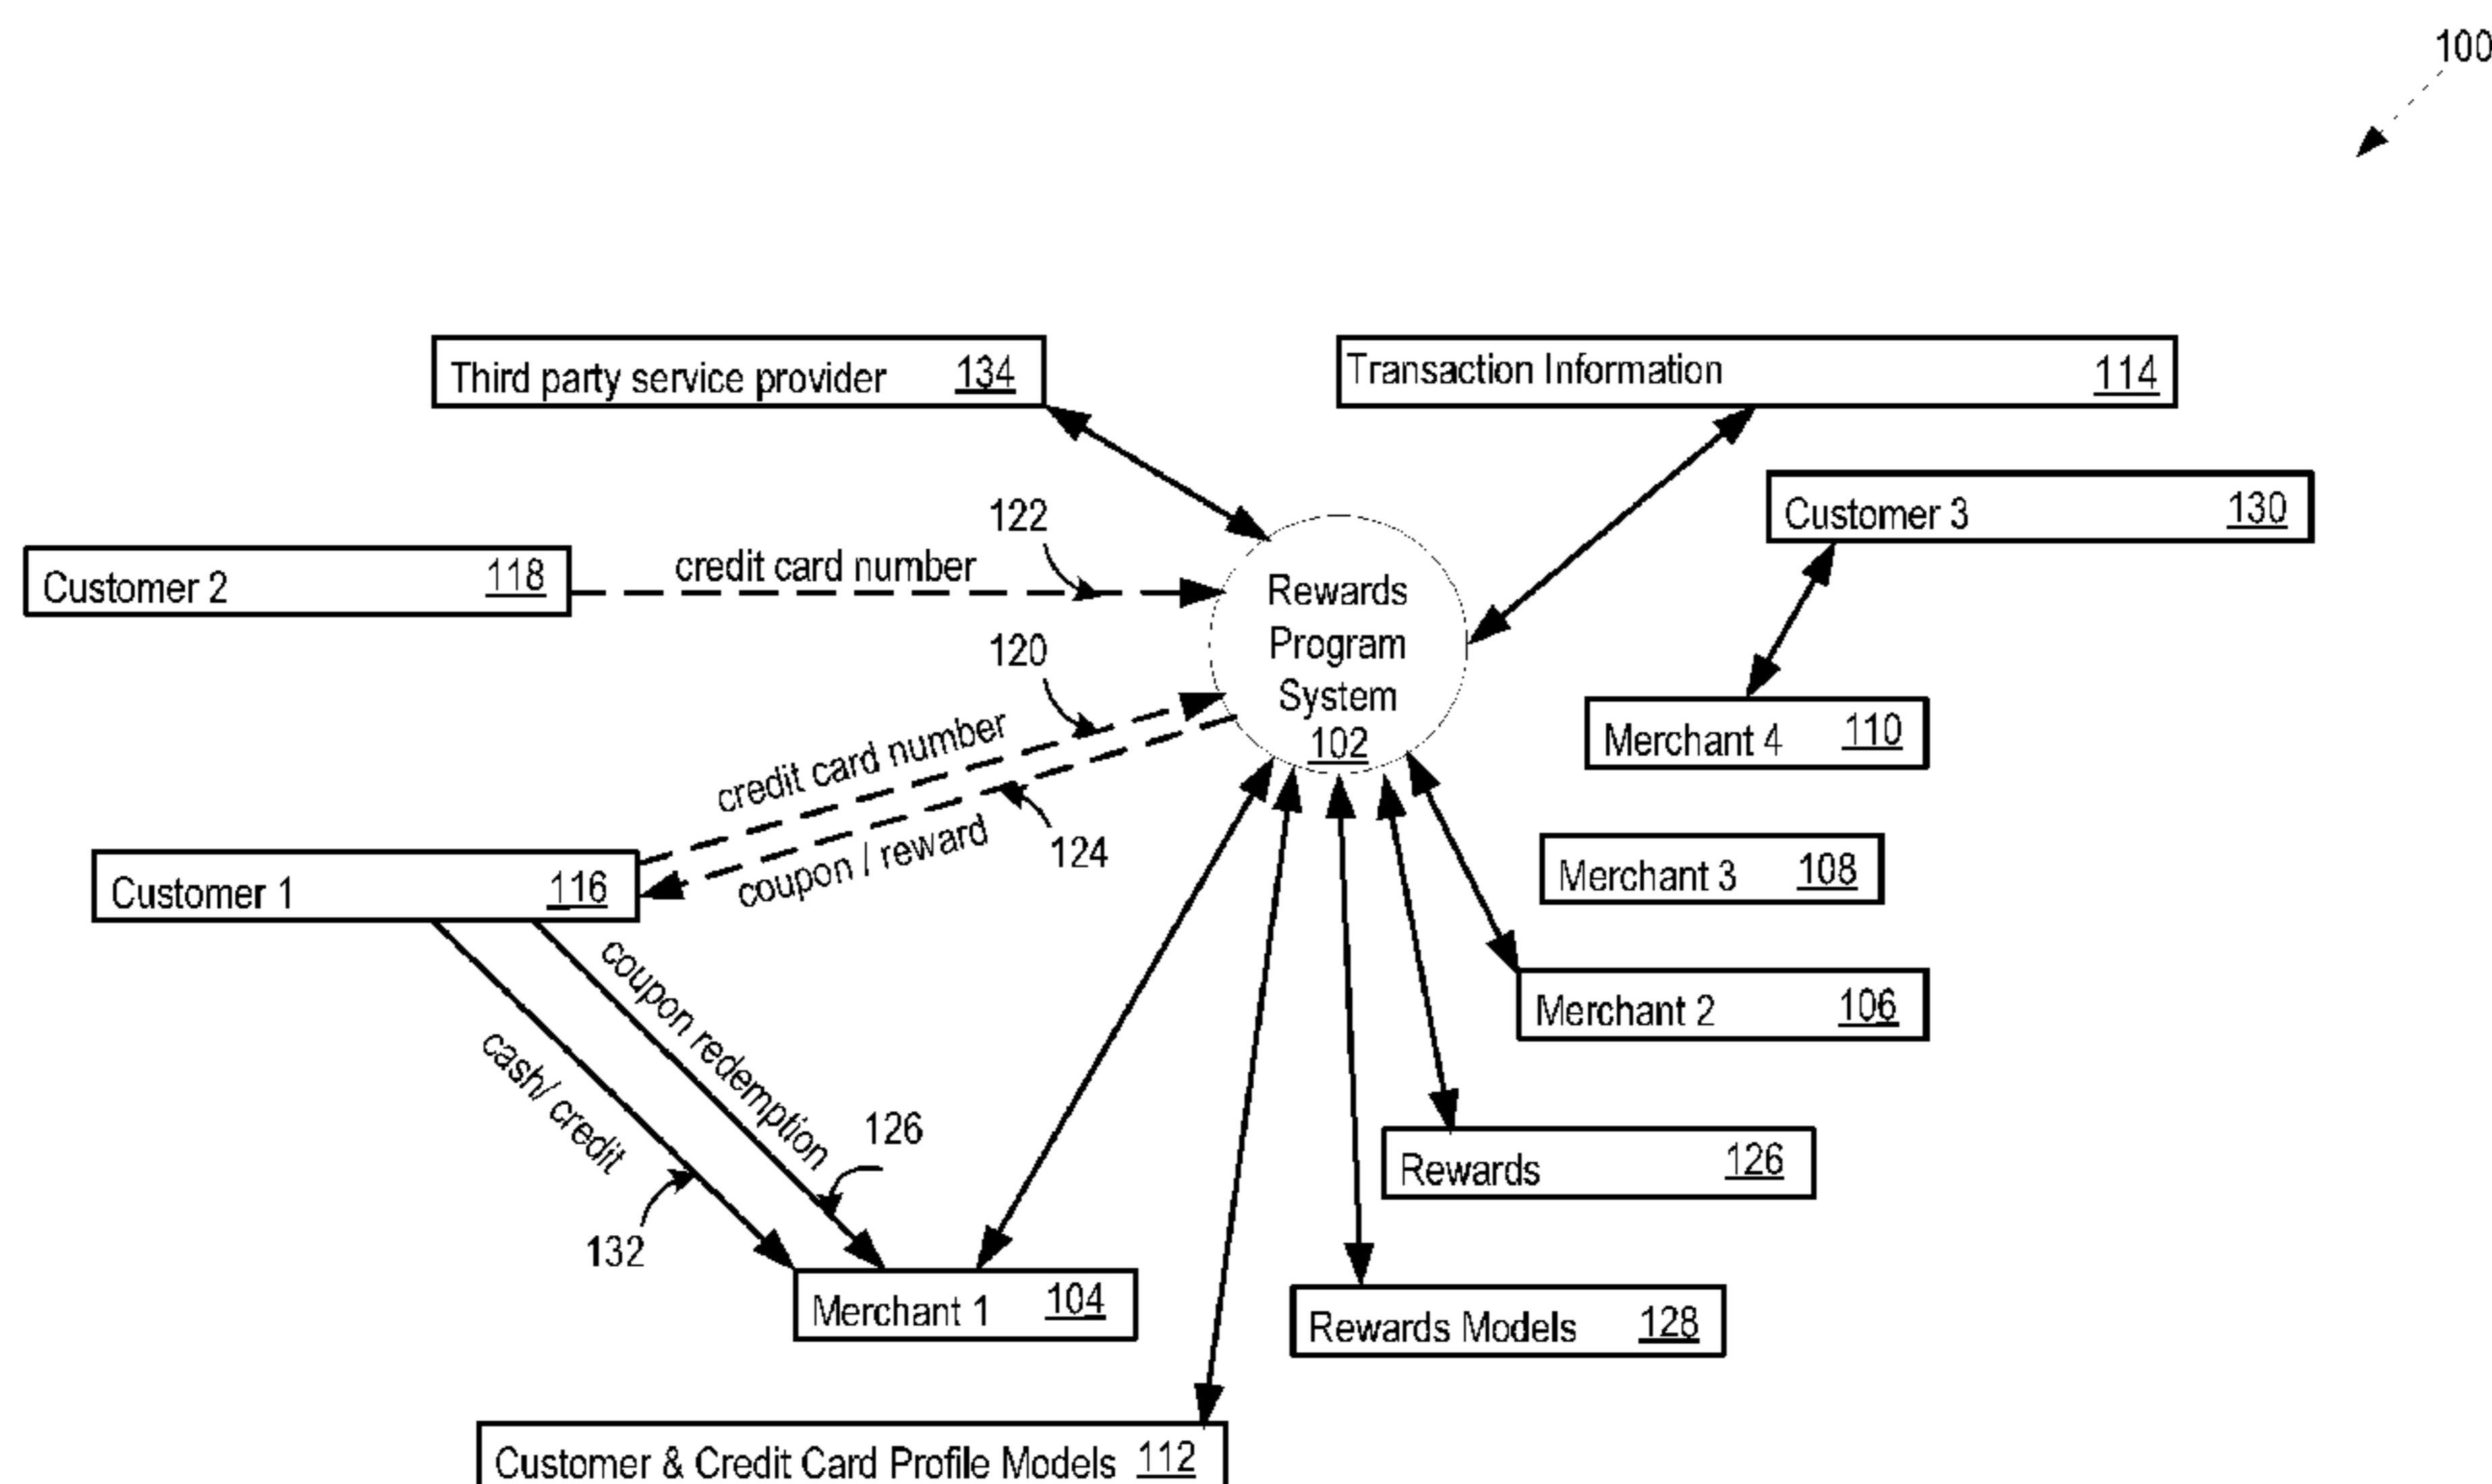 100
Third party service provider 134
Transaction Information 114
Customer 3 130
122
Customer 2 118
credit card number
Rewards
Program
System
102
120
credit card number
Merchant 4 110
124
coupon / reward
Merchant 3 108
Customer 1 116
coupon redemption
Merchant 2 106
cash/ credit
126
Rewards 126
132
Merchant 1 104
Rewards Models 128
Customer & Credit Card Profile Models 112